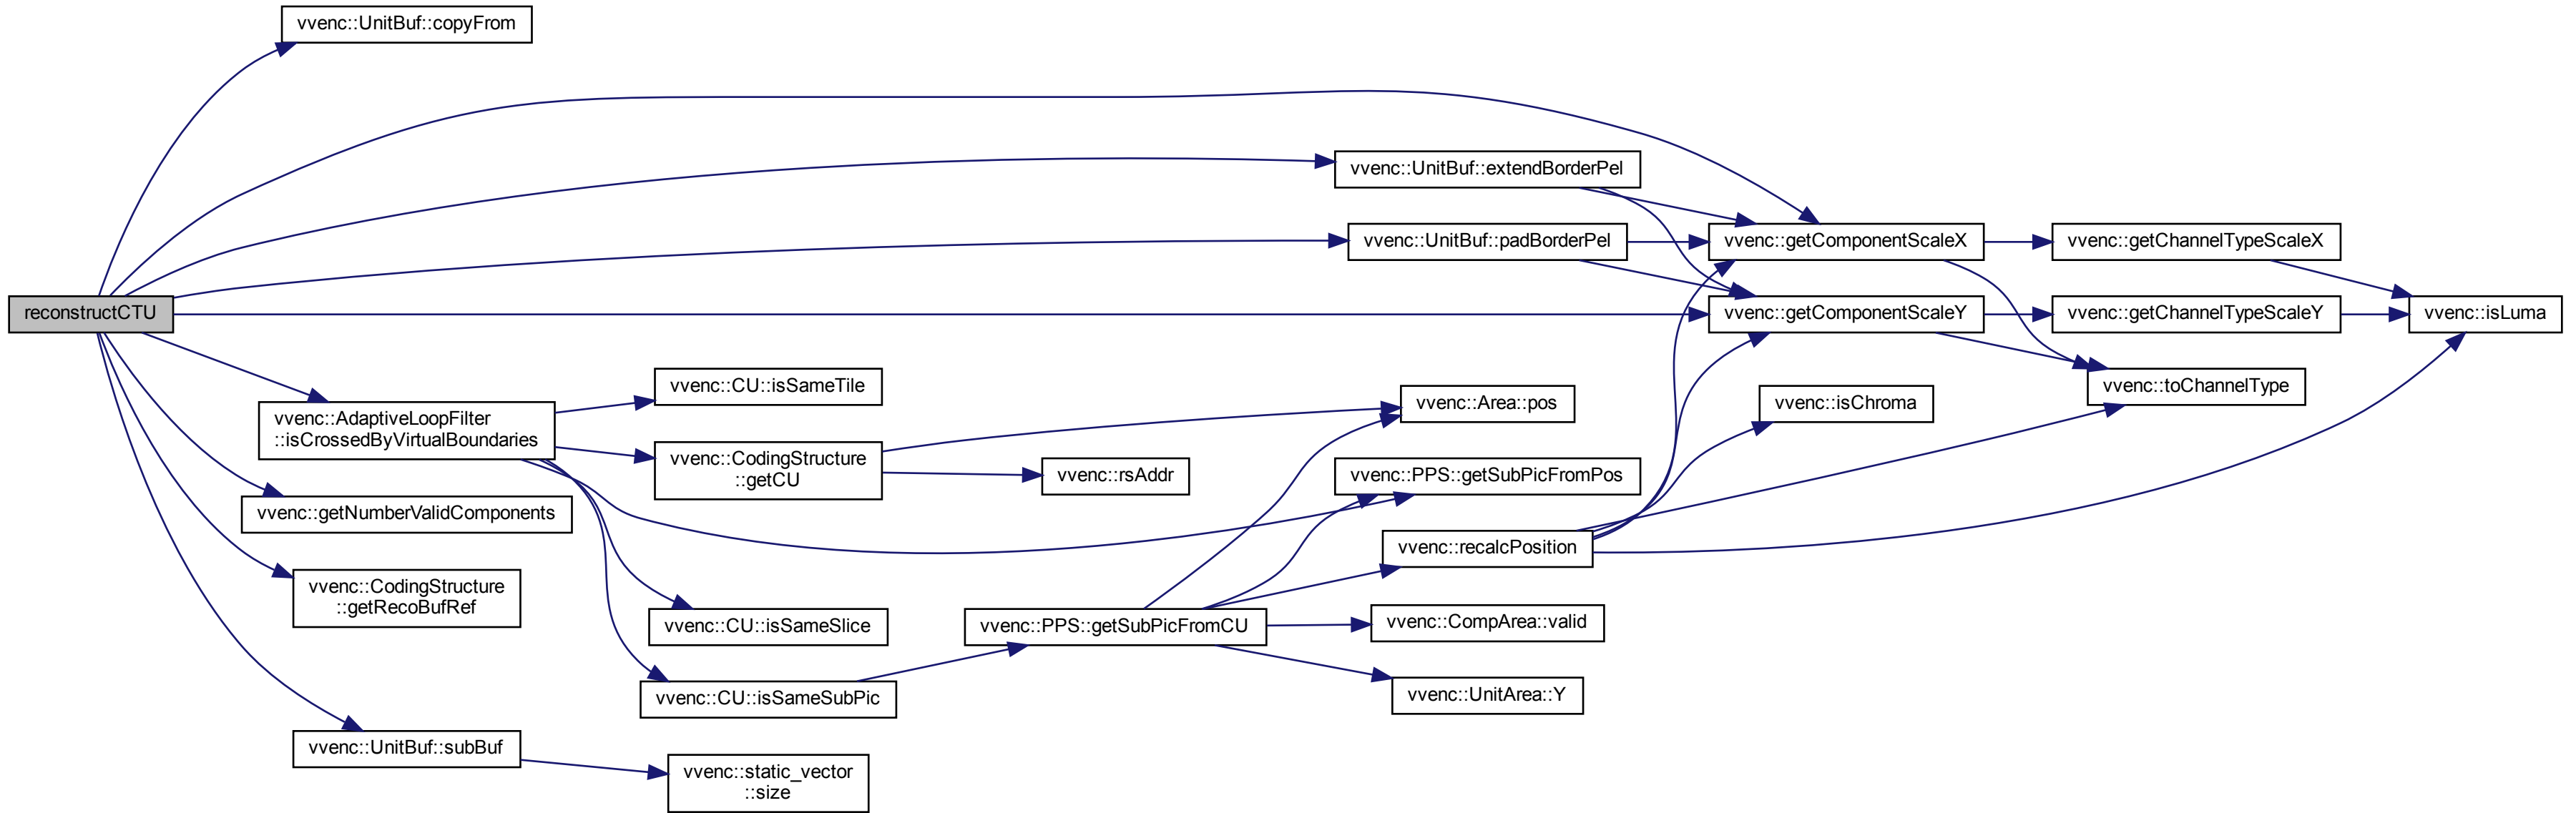 vvenc::UnitBuf::copyFrom
vvenc::UnitBuf::extendBorderPel
vvenc::UnitBuf::padBorderPel
vvenc::getComponentScaleX
vvenc::getChannelTypeScaleX
reconstructCTU
vvenc::getComponentScaleY
vvenc::getChannelTypeScaleY
vvenc::isLuma
vvenc::CU::isSameTile
vvenc::toChannelType
vvenc::Area::pos
vvenc::isChroma
vvenc::AdaptiveLoopFilter
::isCrossedByVirtualBoundaries
vvenc::CodingStructure
::getCU
vvenc::rsAddr
vvenc::PPS::getSubPicFromPos
vvenc::getNumberValidComponents
vvenc::recalcPosition
vvenc::CodingStructure
::getRecoBufRef
vvenc::CU::isSameSlice
vvenc::PPS::getSubPicFromCU
vvenc::CompArea::valid
vvenc::CU::isSameSubPic
vvenc::UnitArea::Y
vvenc::UnitBuf::subBuf
vvenc::static_vector
::size